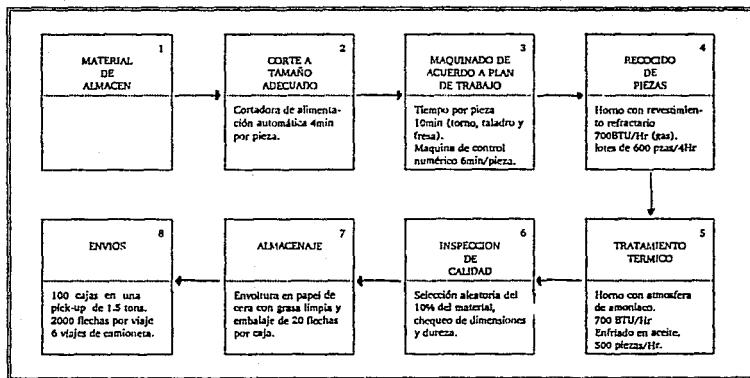 1
MATERIAL
DE
ALMACEN
2
CORTE A
TAMAÑO
ADECUADO
Cortadora de alimenta-
ción automática 4min
por pieza.
3
MAQUINADO DE
ACUERDO A PLAN
DE TRABAJO
Tiempo por pieza
10min (torno, taladro y
fresa).
Maquina de control
numérico 6min/pieza.
4
RECOCIDO
DE
PIEZAS
Horno con revestimien-
to refractario
700BTU/Hr (gas).
lotes de 600 pzas/4Hr
5
TRATAMIENTO
TERMICO
Horno con atmosfera
de amoniaco.
700 BTU/Hr
Enfriado en aceite,
500 piezas/Hr.
6
INSPECCION
DE
CALIDAD
Selección aleatoria del
10% del material,
chequeo de dimensiones
y dureza.
7
ALMACENAJE
Envoltura en papel de
cera con grasa limpia y
embalaje de 20 flechas
por caja.
8
ENVIOS
100 cajas en una
pick-up de 1.5 tons.
2000 flechas por viaje
6 viajes de camioneta.